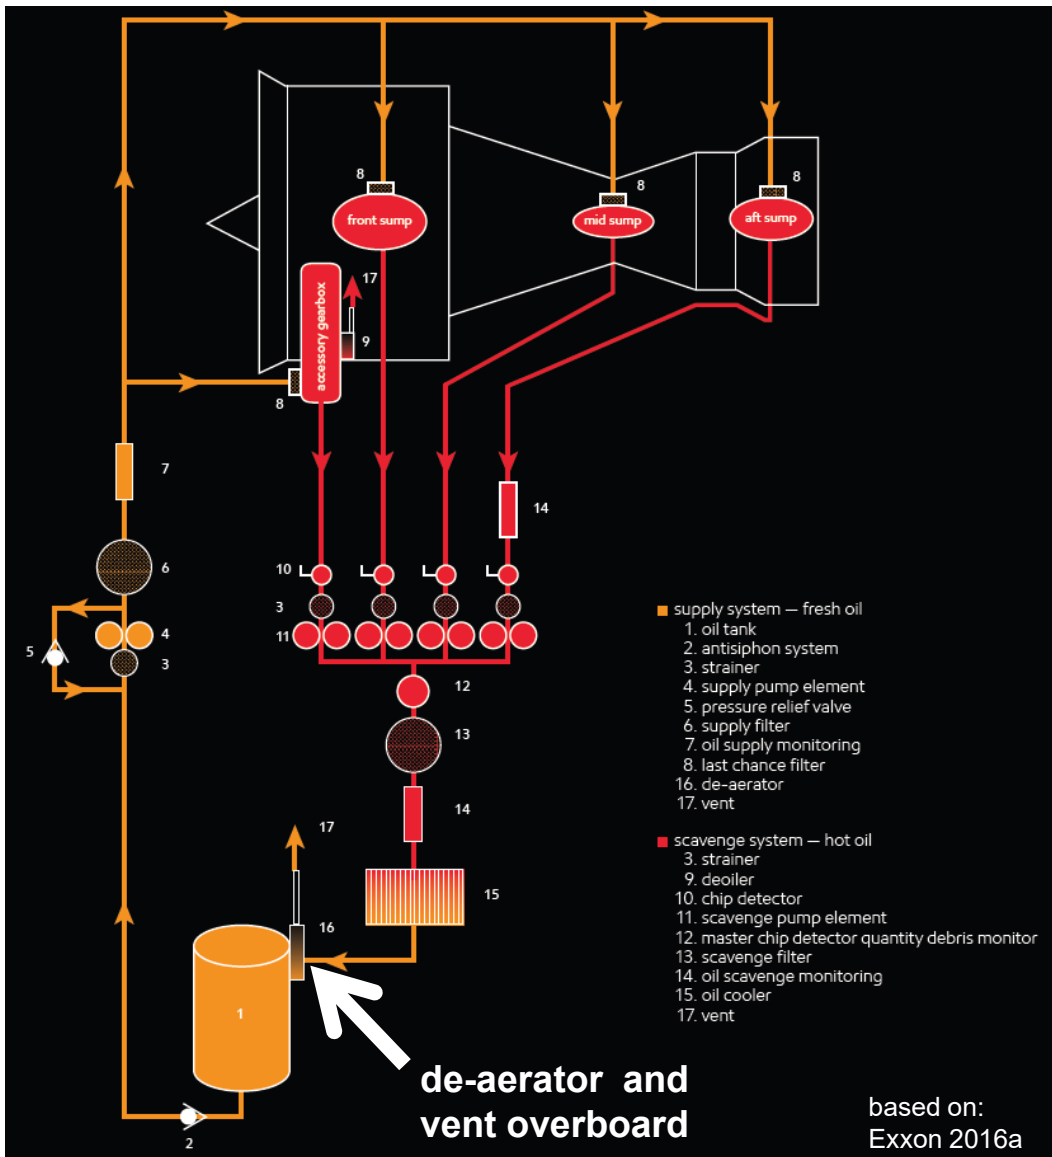 8
8
8
front sump
mid sump
aft sump
17
accessory gearbox
9
8
7
14
6
10
3
4
11
5
3
12
13
14
17
15
16
1
2
supply system — fresh oil
1. oil tank
2. antisiphon system
3. strainer
4. supply pump element
5. pressure relief valve
6. supply filter
7. oil supply monitoring
8. last chance filter
16. de-aerator
17. vent
scavenge system — hot oil
3. strainer
9. deoiler
10. chip detector
11. scavenge pump element
12. master chip detector quantity debris monitor
13. scavenge filter
14. oil scavenge monitoring
15. oil cooler
17. vent
de-aerator and
vent overboard
based on:
Exxon 2016a